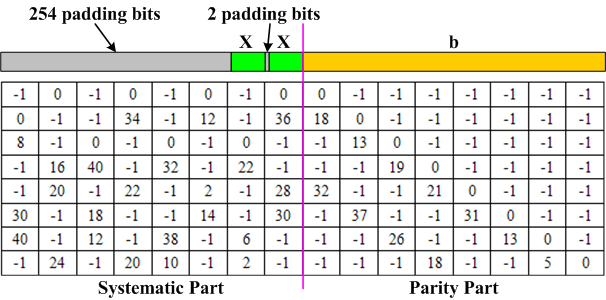 254 padding bits
2 padding bits
X X b
-1 0 -1 0 -1 0 -1 0 0 -1 -1 -1 -1 -1 -1 -1
0 -1 -1 34 -1 12 -1 36 18 0 -1 -1 -1 -1 -1 -1
8 -1 0 -1 0 -1 0 -1 -1 13 0 -1 -1 -1 -1 -1
-1 16 40 -1 32 -1 22 -1 -1 -1 19 0 -1 -1 -1 -1
-1 20 -1 22 -1 2 -1 28 32 -1 -1 21 0 -1 -1 -1
30 -1 18 -1 -1 14 -1 30 -1 37 -1 -1 31 0 -1 -1
40 -1 12 -1 38 -1 6 -1 -1 -1 26 -1 -1 13 0 -1
-1 24 -1 20 10 -1 2 -1 -1 -1 -1 18 -1 -1 5 0
Systematic Part Parity Part